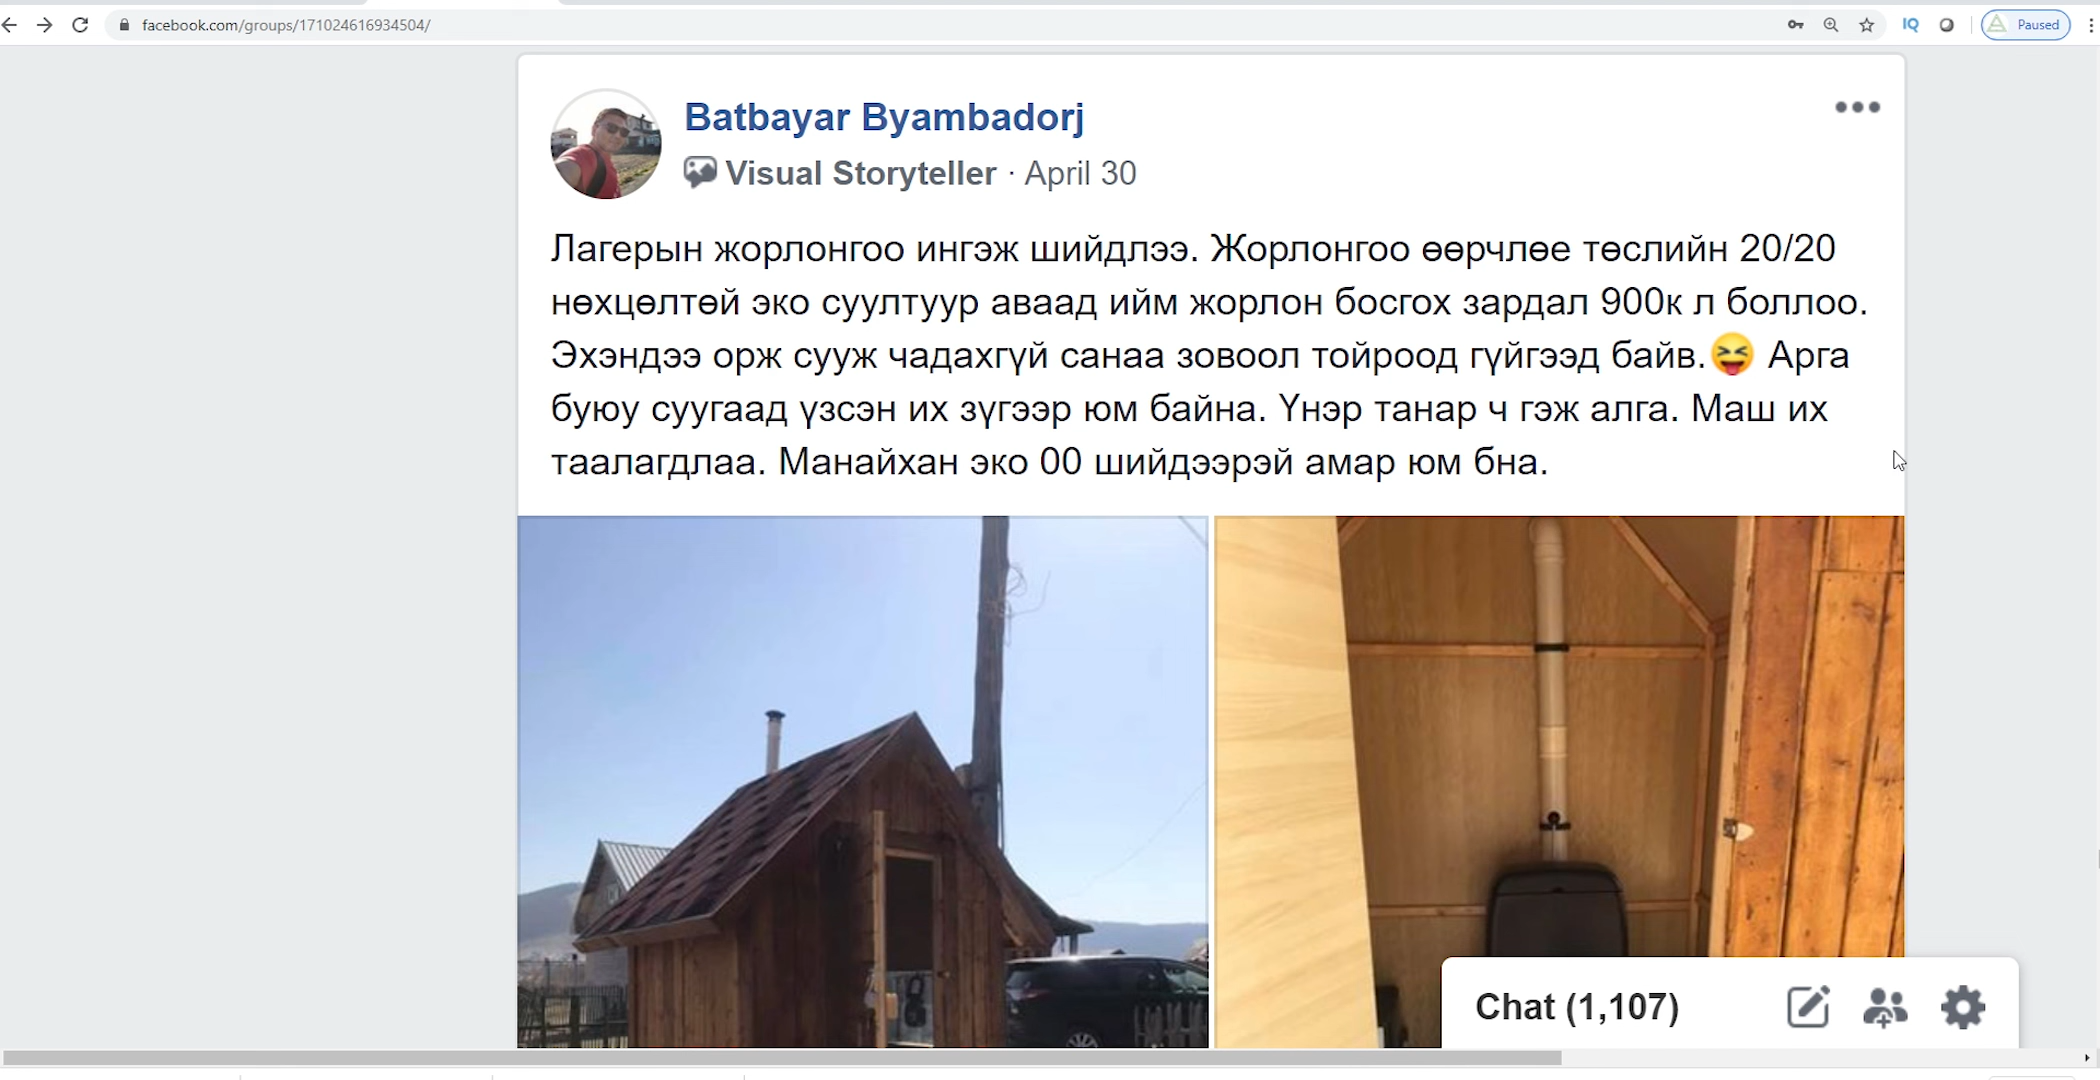 facebook.com/groups/171024616934504/
IQ
Paused
Batbayar Byambadorj
Visual Storyteller · April 30
Лагерын жорлонгоо ингэж шийдлээ. Жорлонгоо өөрчлөе төслийн 20/20
нөхцөлтөй эко суултуур аваад ийм жорлон босгох зардал 900к л боллоо.
Эхэндээ орж сууж чадахгүй санаа зовоол тойроод гүйгээд байв.😝 Арга
буюу суугаад үзсэн их зүгээр юм байна. Үнэр танар ч гэж алга. Маш их
таалагдлаа. Манайхан эко 00 шийдээрэй амар юм бна.
Chat (1,107)